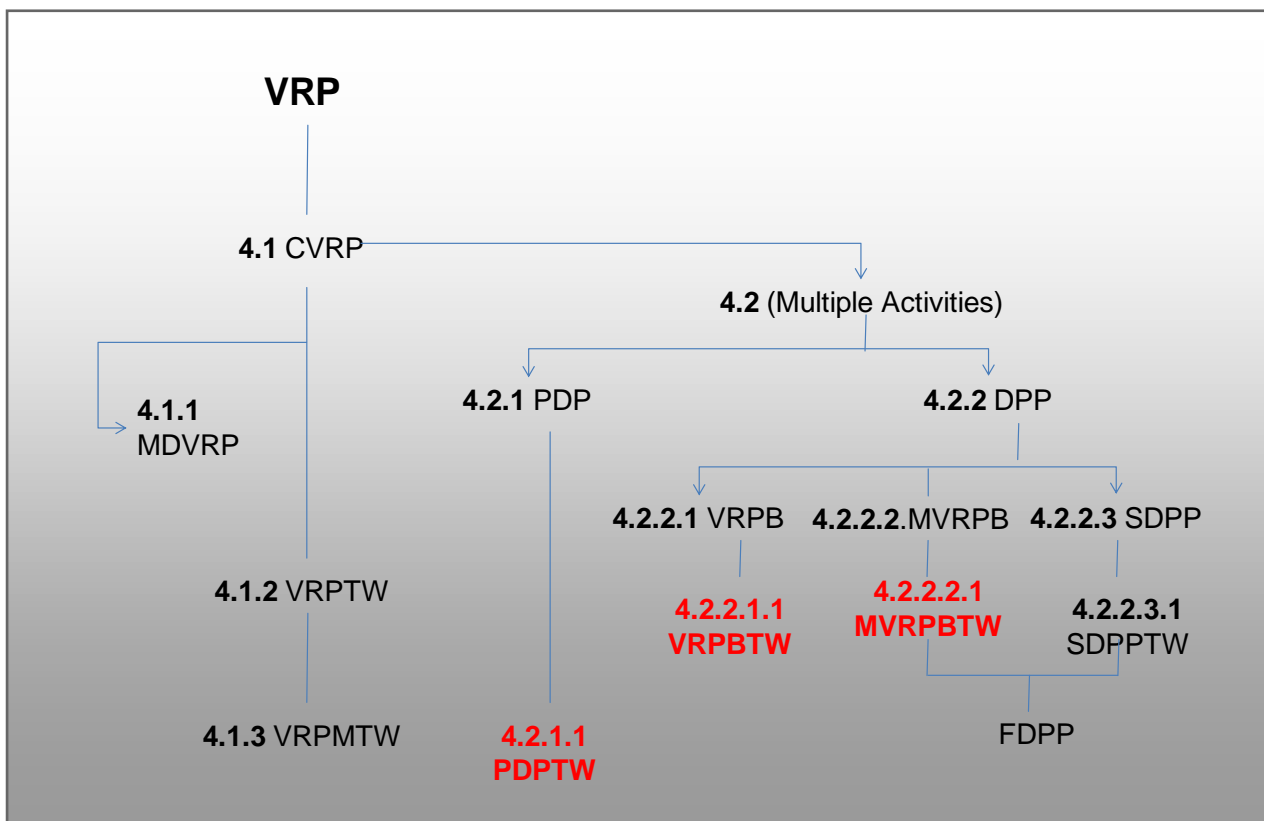 VRP
4.1 CVRP
4.2 (Multiple Activities)
4.1.1
MDVRP
4.2.1 PDP
4.2.2 DPP
4.2.2.1 VRPB
4.2.2.2.MVRPB
4.2.2.3 SDPP
4.1.2 VRPTW
4.2.2.1.1
VRPBTW
4.2.2.2.1
MVRPBTW
4.2.2.3.1
SDPPTW
4.1.3 VRPMTW
4.2.1.1
PDPTW
FDPP